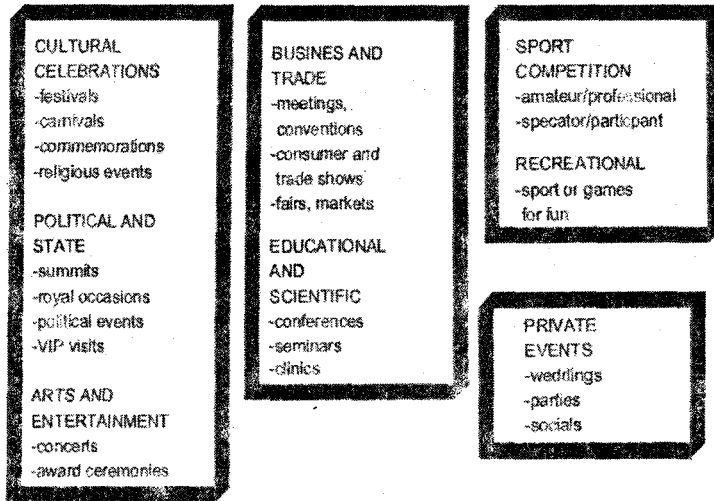 CULTURAL
CELEBRATIONS
-festivals
-carnivals
-commemorations
-religious events
POLITICAL AND
STATE
-summits
-royal occasions
-political events
-VIP visits
ARTS AND
ENTERTAINMENT
-concerts
-award ceremonies
BUSINES AND
TRADE
-meetings,
conventions
-consumer and
trade shows
-fairs, markets
EDUCATIONAL
AND
SCIENTIFIC
-conferences
-seminars
-clinics
SPORT
COMPETITION
-amateur/professional
-specator/particpant
RECREATIONAL
-sport or games
for fun
PRIVATE
EVENTS
-weddings
-parties
-socials